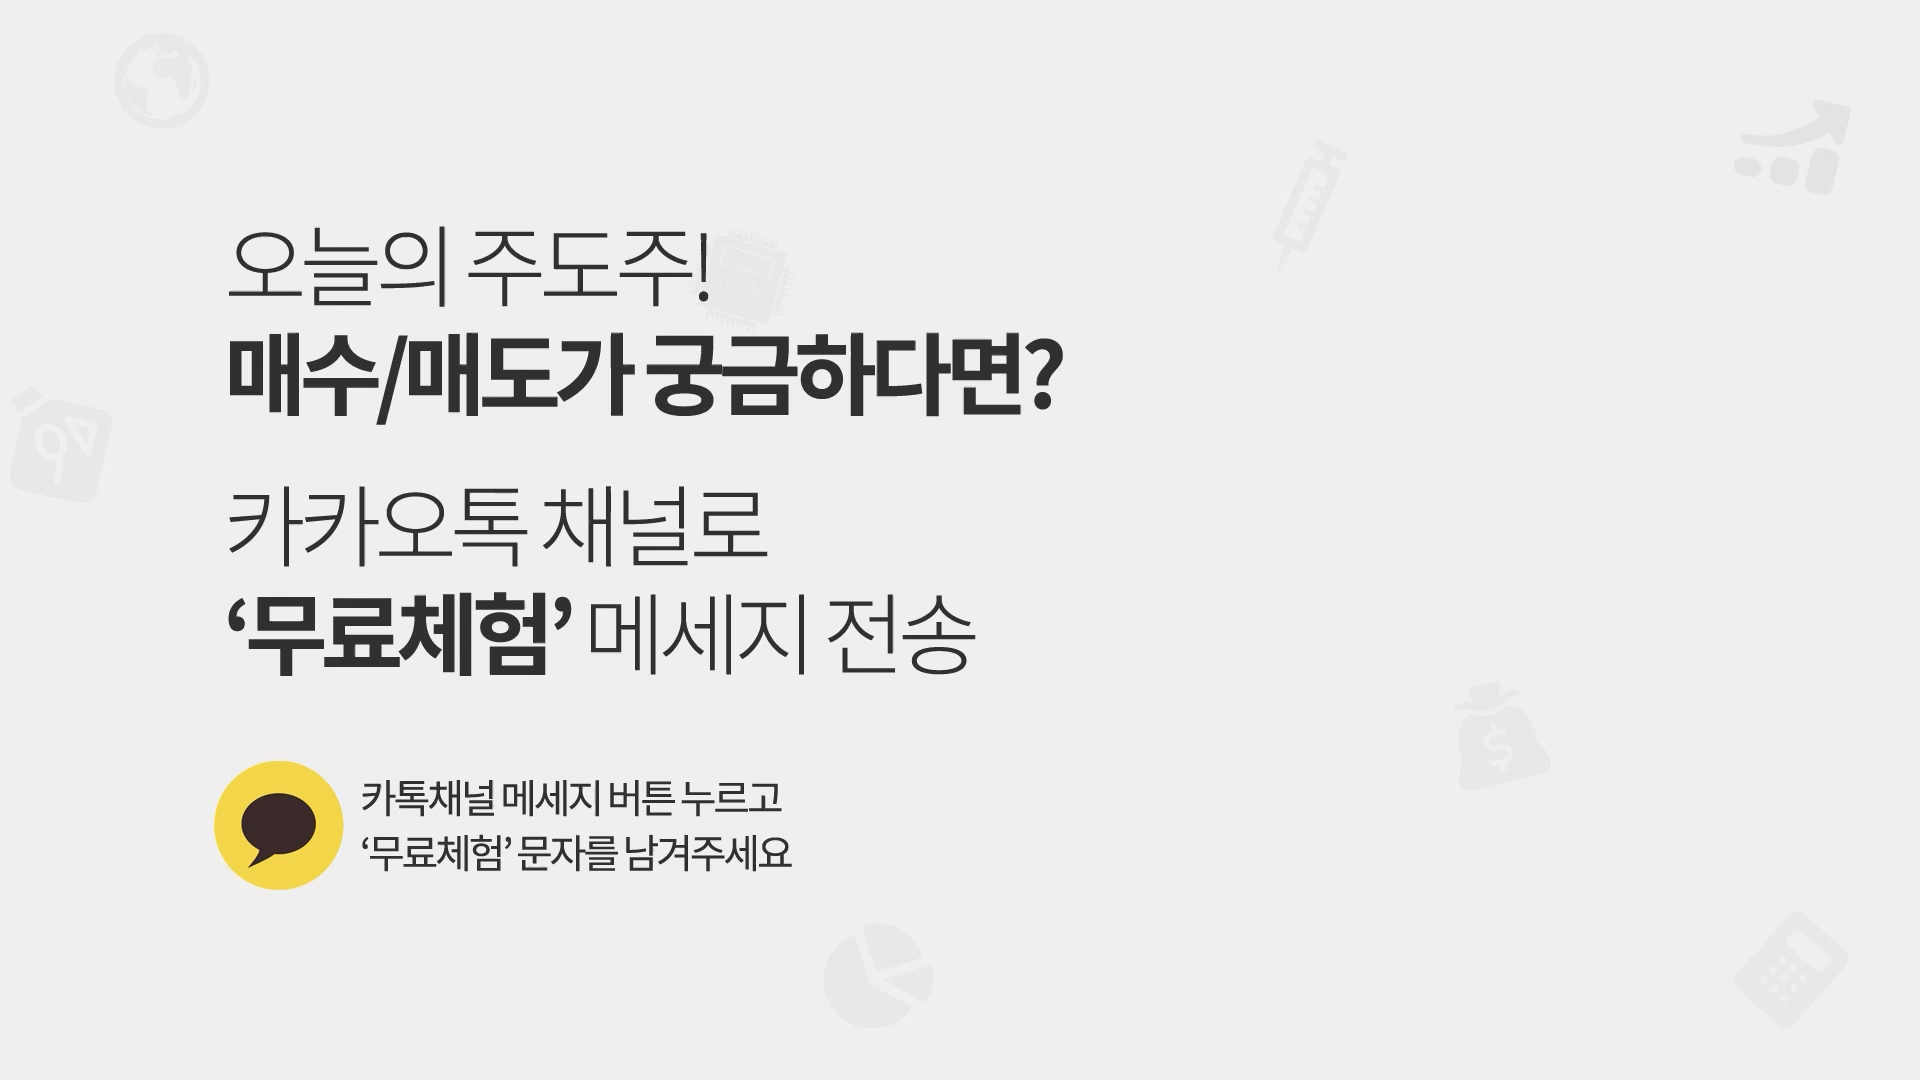 오늘의 주도주!
매수/매도가 궁금하다면?
카카오톡 채널로
‘무료체험’ 메세지 전송
카톡채널 메세지 버튼 누르고
‘무료체험’ 문자를 남겨주세요